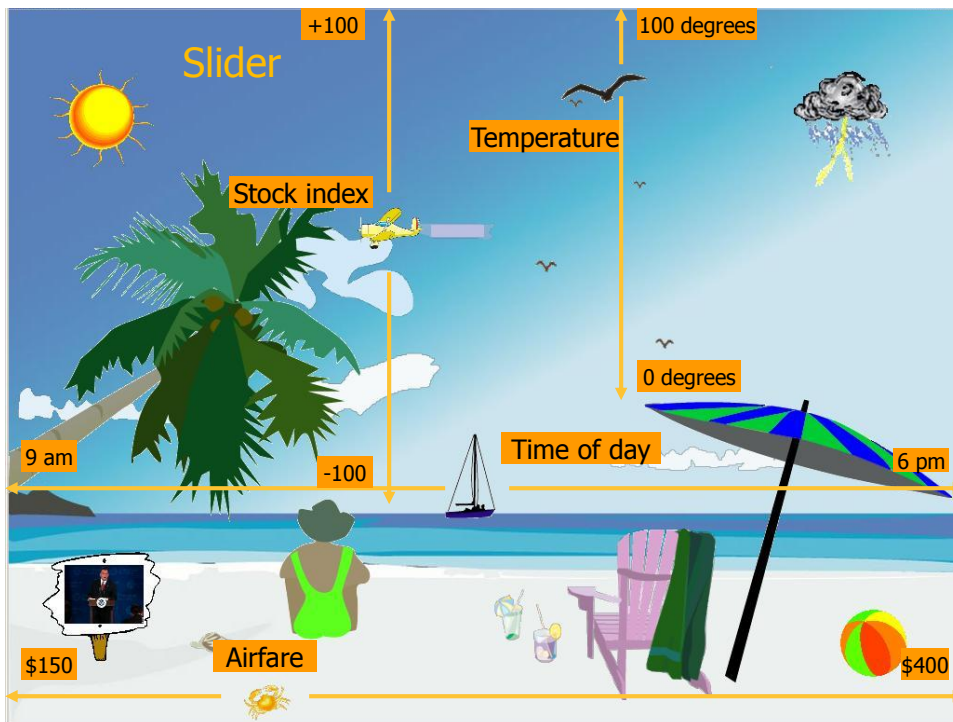 +100
100 degrees
Slider
Temperature
Stock index
0 degrees
Time of day
9 am
-100
6 pm
Airfare
$150
$400